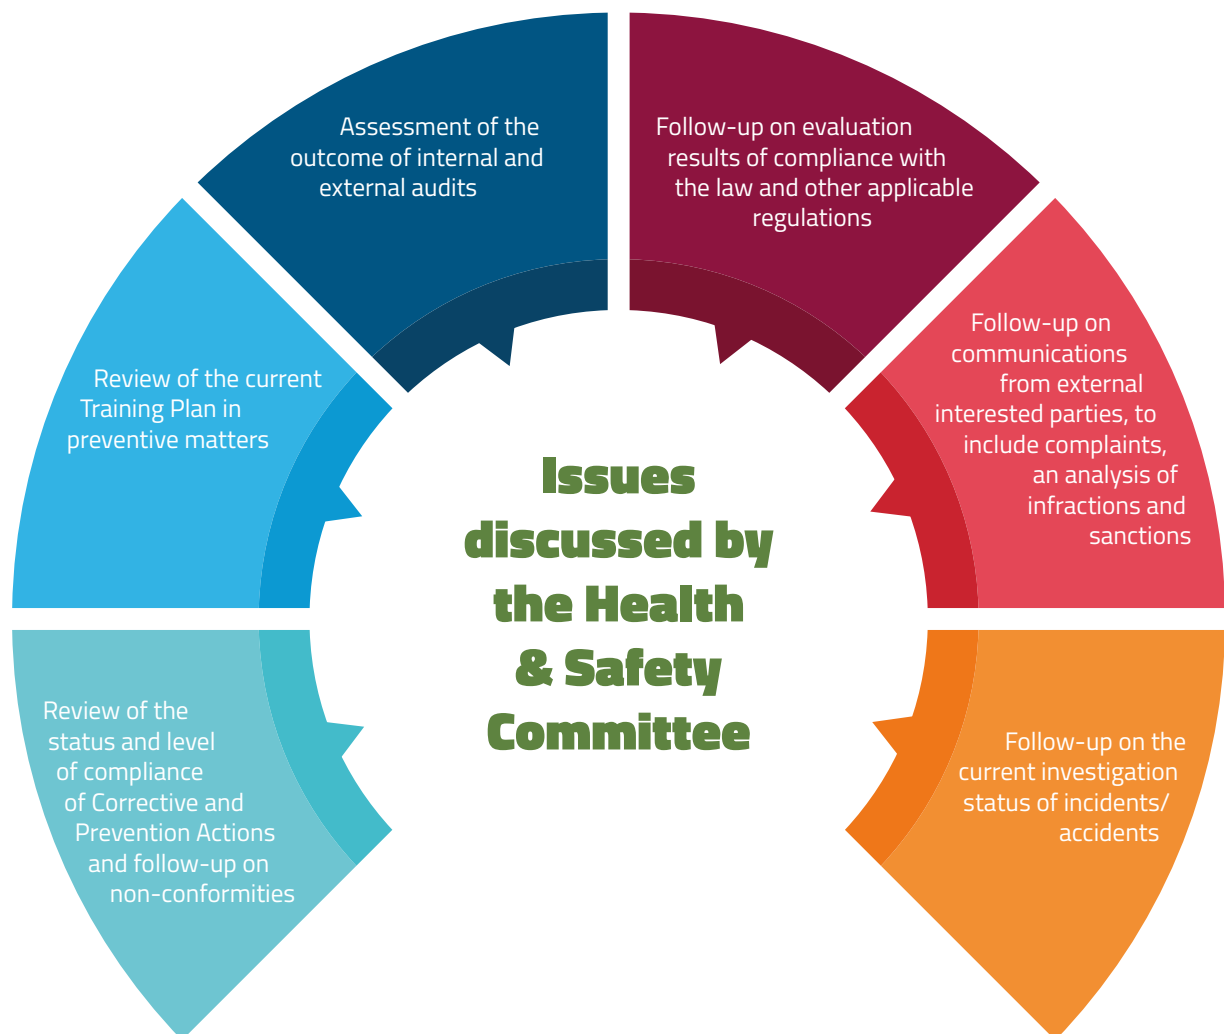 Assessment of the
outcome of internal and
external audits
Follow-up on evaluation
results of compliance with
the law and other applicable
regulations
Review of the current
Training Plan in
preventive matters
Follow-up on
communications
from external
interested parties, to
include complaints,
an analysis of
infractions and
sanctions
Issues
discussed by
the Health
& Safety
Committee
Review of the
status and level
of compliance
of Corrective and
Prevention Actions
and follow-up on
non-conformities
Follow-up on the
current investigation
status of incidents/
accidents